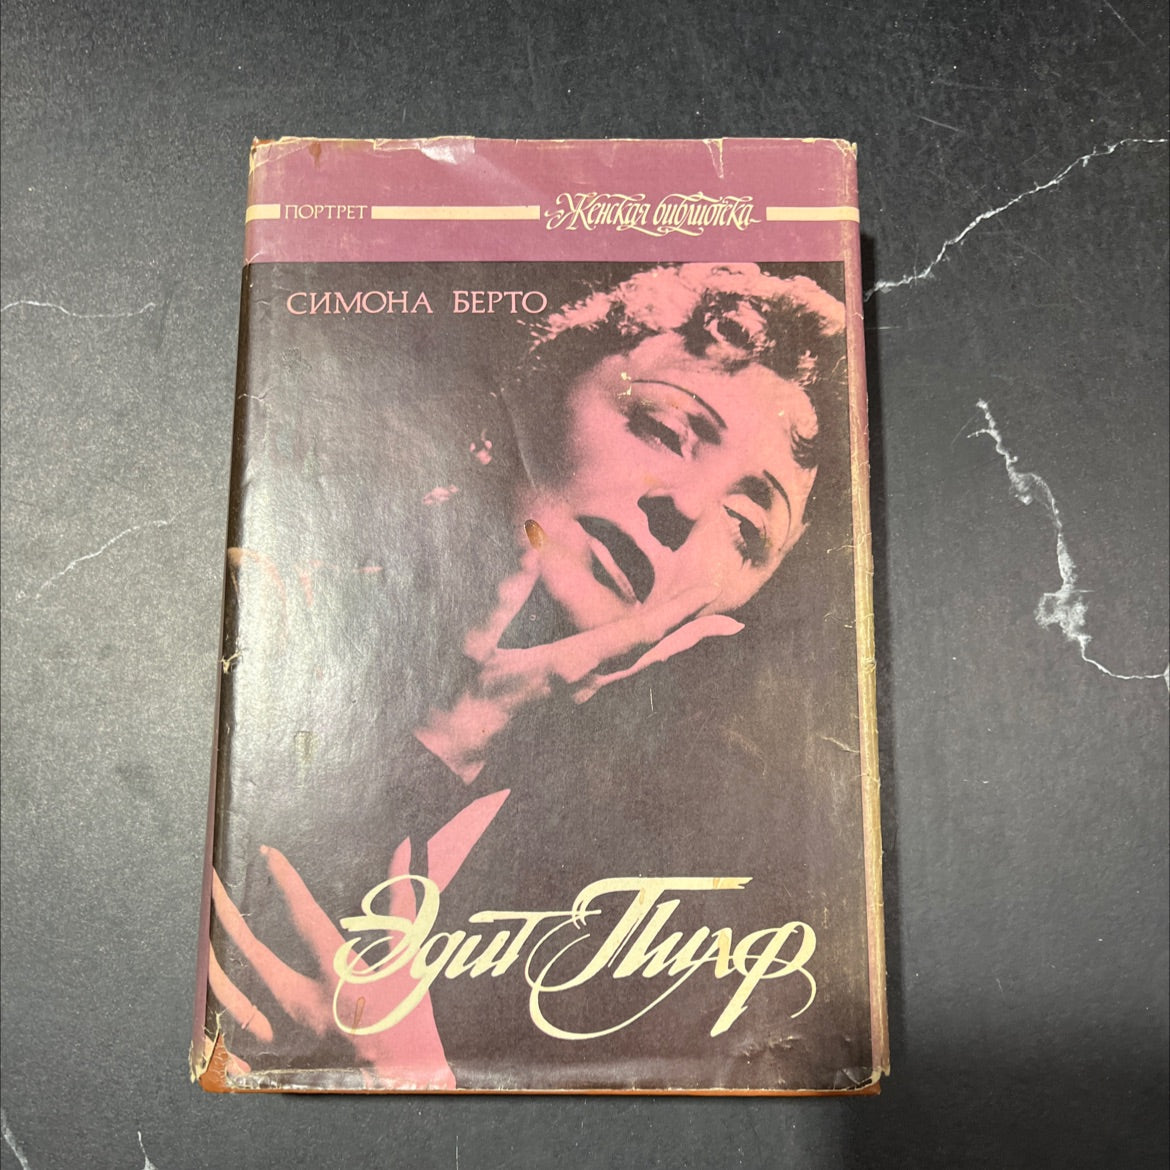 ПОРТРЕТ Женская библиотека
СИМОНА БЕРТО
Эдит Пиаф